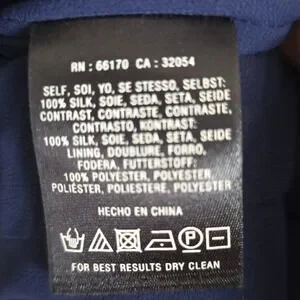 RN : 66170 CA : 32054
SELF, SOI, YO, SE STESSO, SELBST:
100% SILK, SOIE, SEDA, SETA, SEIDE
CONTRAST, CONTRASTE, CONTRASTE,
CONTRASTO, KONTRAST:
100% SILK, SOIE, SEDA, SETA, SEIDE
LINING, DOUBLURE, FORRO,
FODERA, FUTTERSTOFF:
100% POLYESTER, POLYESTER,
POLIÉSTER, POLIESTERE, POLYESTER
HECHO EN CHINA
P
FOR BEST RESULTS DRY CLEAN